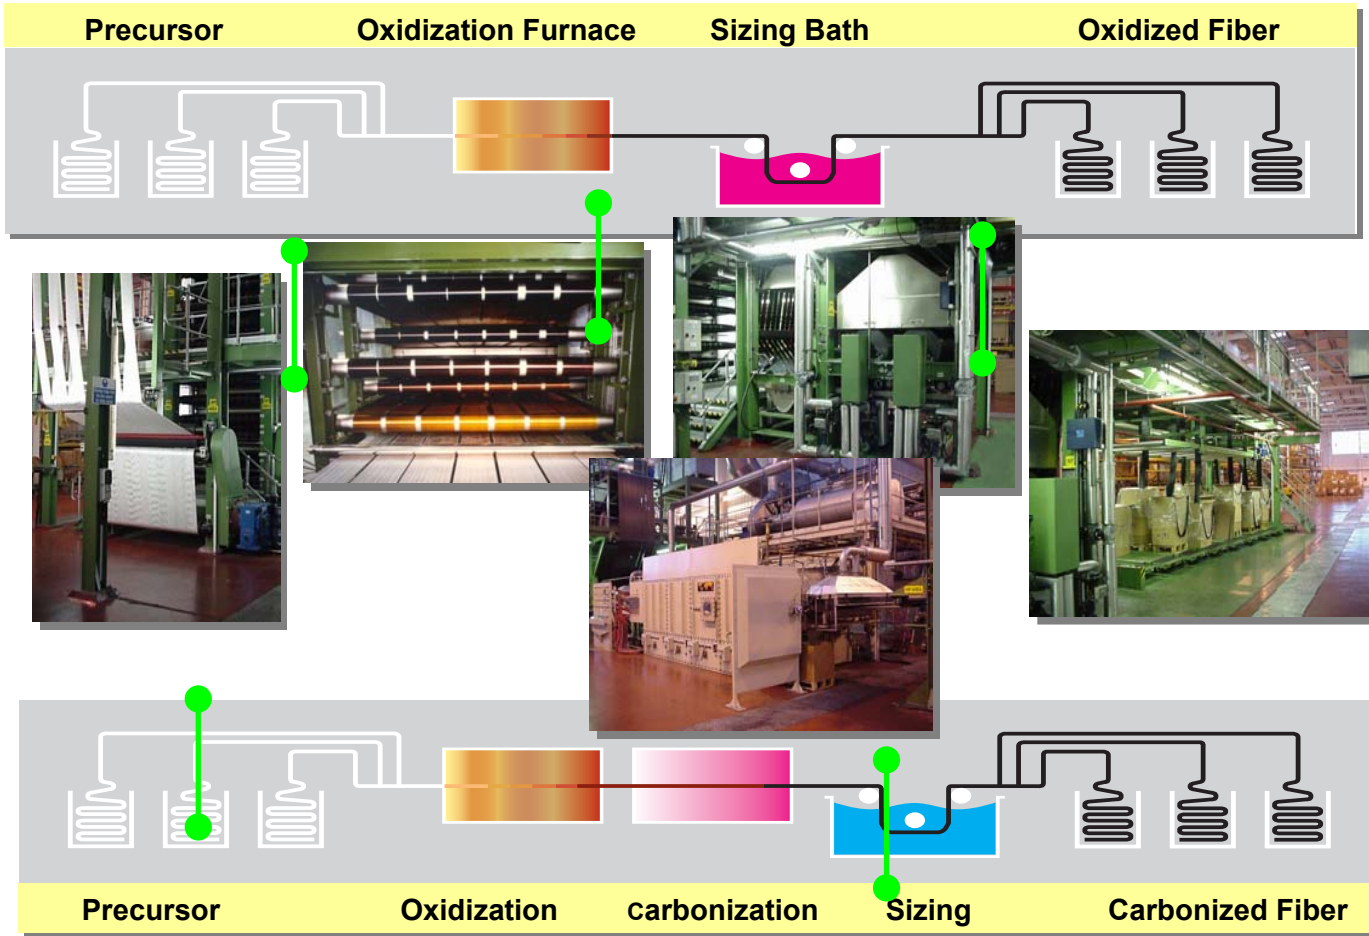 Precursor Oxidization Furnace Sizing Bath Oxidized Fiber
Precursor Oxidization carbonization Sizing Carbonized Fiber